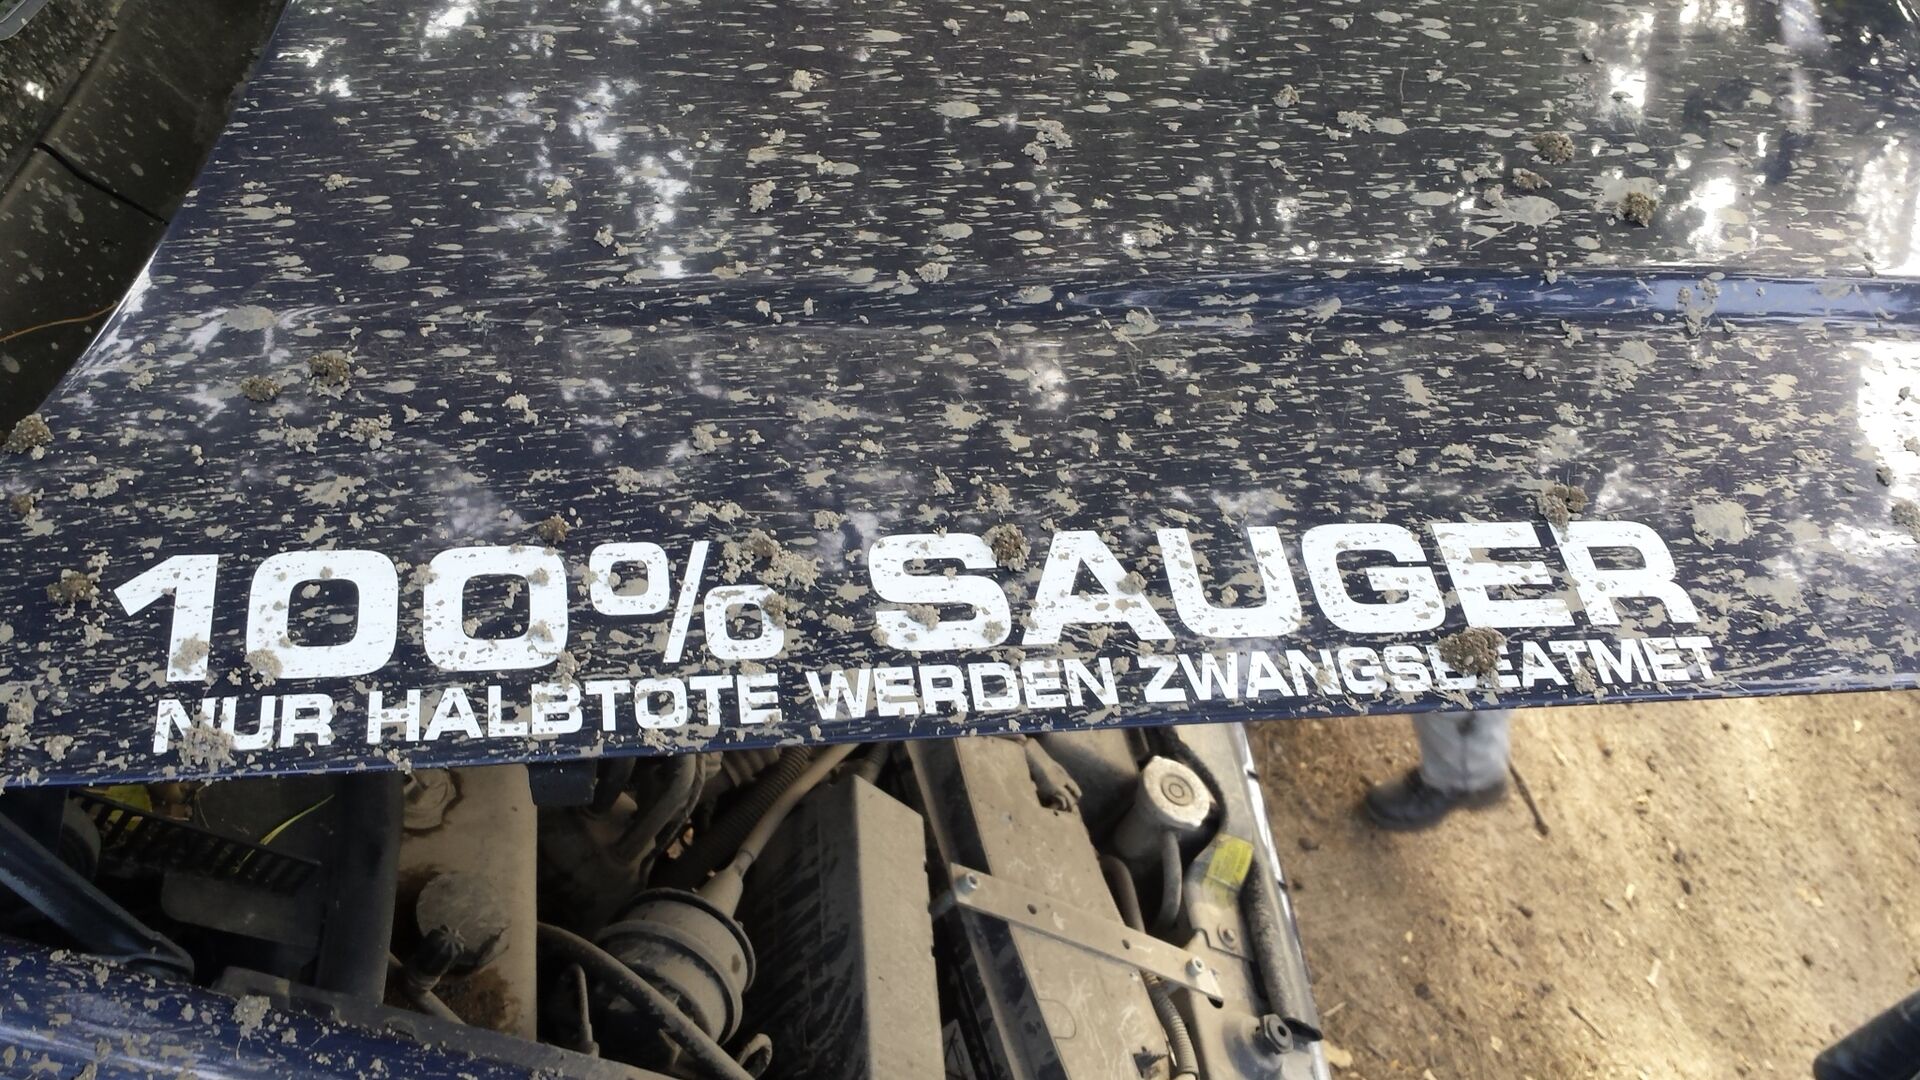 100% SAUGER
NUR HALBTOTE WERDEN ZWANGSBEATMET